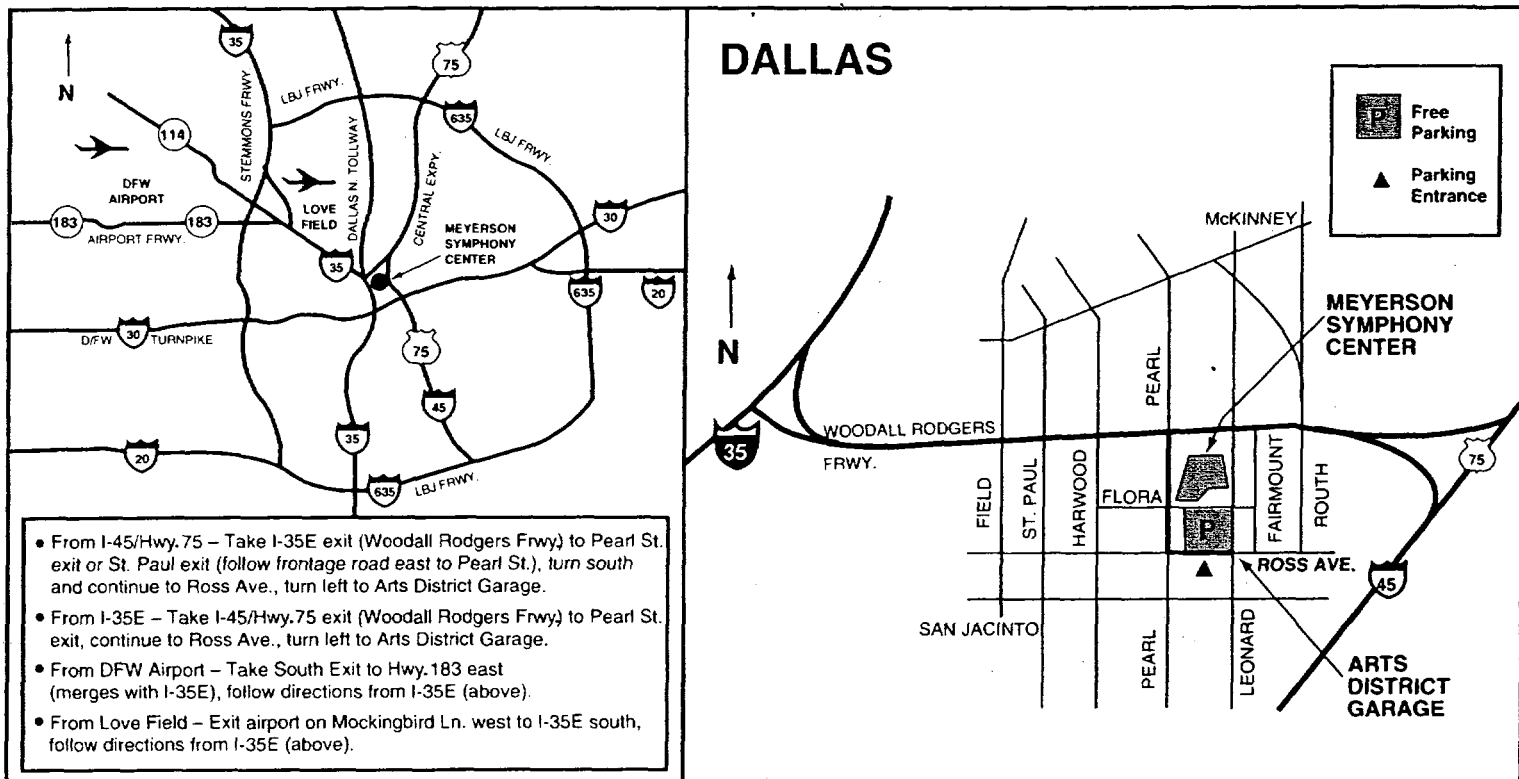 35
75
N
STEMMONS FRWY
LBJ FRWY.
635
LBJ FRWY.
114
DALLAS N. TOLLWAY
CENTRAL EXPY.
DFW
AIRPORT
LOVE
FIELD
183
183
AIRPORT FRWY.
30
MEYERSON
SYMPHONY
CENTER
35
635
20
30
D/FW TURNPIKE
75
45
35
20
635
LBJ FRWY.
• From I-45/Hwy.75 – Take I-35E exit (Woodall Rodgers Frwy.) to Pearl St.
exit or St. Paul exit (follow frontage road east to Pearl St.), turn south
and continue to Ross Ave., turn left to Arts District Garage.
• From I-35E – Take I-45/Hwy.75 exit (Woodall Rodgers Frwy.) to Pearl St.
exit, continue to Ross Ave., turn left to Arts District Garage.
• From DFW Airport – Take South Exit to Hwy.183 east
(merges with I-35E), follow directions from I-35E (above).
• From Love Field – Exit airport on Mockingbird Ln. west to I-35E south,
follow directions from I-35E (above).
DALLAS
P
Free
Parking
Parking
Entrance
McKINNEY
N
MEYERSON
SYMPHONY
CENTER
PEARL
35
WOODALL RODGERS
FRWY.
75
FIELD
ST. PAUL
HARWOOD
FLORA
FAIRMOUNT
ROUTH
P
ROSS AVE.
45
SAN JACINTO
PEARL
LEONARD
ARTS
DISTRICT
GARAGE